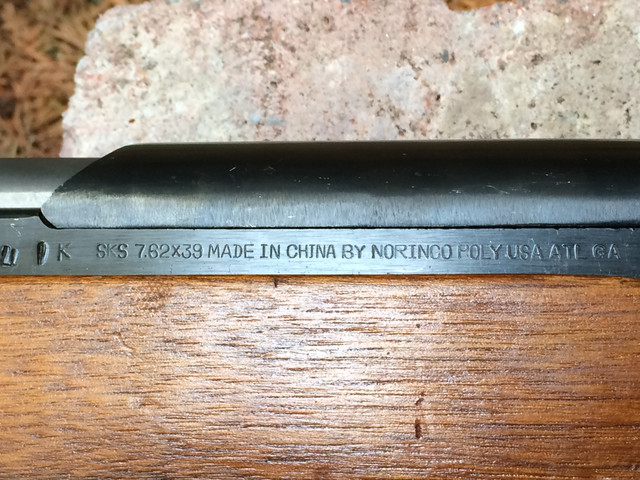 K SKS 7.62X39 MADE IN CHINA BY NORINCO POLY USA ATL GA